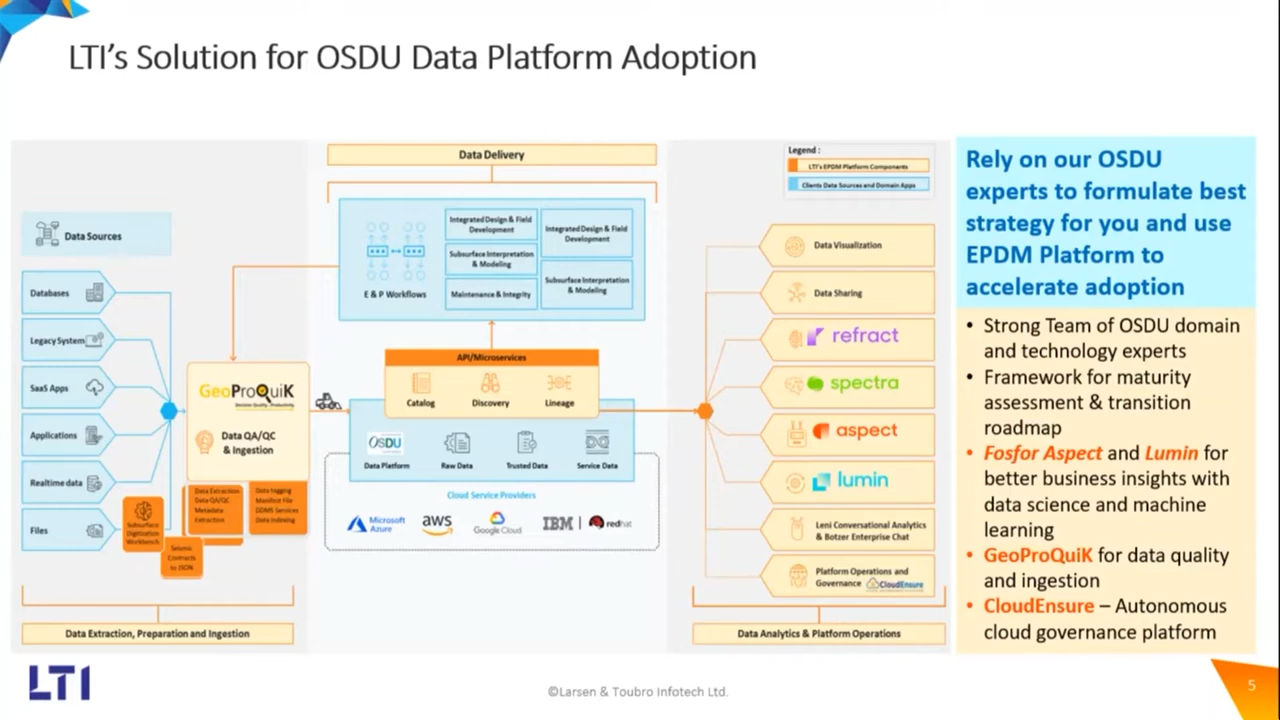 LTI's Solution for OSDU Data Platform Adoption
Data Delivery
Legend :
LTI's EPDM Platform Components
Clients Data Sources and Domain Apps
Data Sources
Databases
Legacy System
SaaS Apps
Applications
Realtime data
Files
Subsurface
Digitization
Workbench
Seismic
Contracts
to JSON
GeoProQuiK
Decision Quality · Productivity
Data QA/QC
& Ingestion
Data Extraction
Data QA/QC
Metadata
Extraction
Data tagging
Manifest File
DDMS Services
Data Indexing
Data Extraction, Preparation and Ingestion
E & P Workflows
Integrated Design & Field
Development
Subsurface Interpretation
& Modeling
Maintenance & Integrity
Integrated Design & Field
Development
Subsurface Interpretation
& Modeling
API/Microservices
Catalog
Discovery
Lineage
OSDU
Data Platform
Raw Data
Trusted Data
Service Data
Cloud Service Providers
Microsoft
Azure
aws
Google Cloud
IBM
redhat
Data Visualization
Data Sharing
refract
spectra
aspect
lumin
Leni Conversational Analytics
& Botzer Enterprise Chat
Platform Operations and
Governance CloudEnsure
Data Analytics & Platform Operations
Rely on our OSDU
experts to formulate best
strategy for you and use
EPDM Platform to
accelerate adoption
• Strong Team of OSDU domain
and technology experts
• Framework for maturity
assessment & transition
roadmap
• Fosfor Aspect and Lumin for
better business insights with
data science and machine
learning
• GeoProQuiK for data quality
and ingestion
• CloudEnsure – Autonomous
cloud governance platform
LTI
©Larsen & Toubro Infotech Ltd.
5